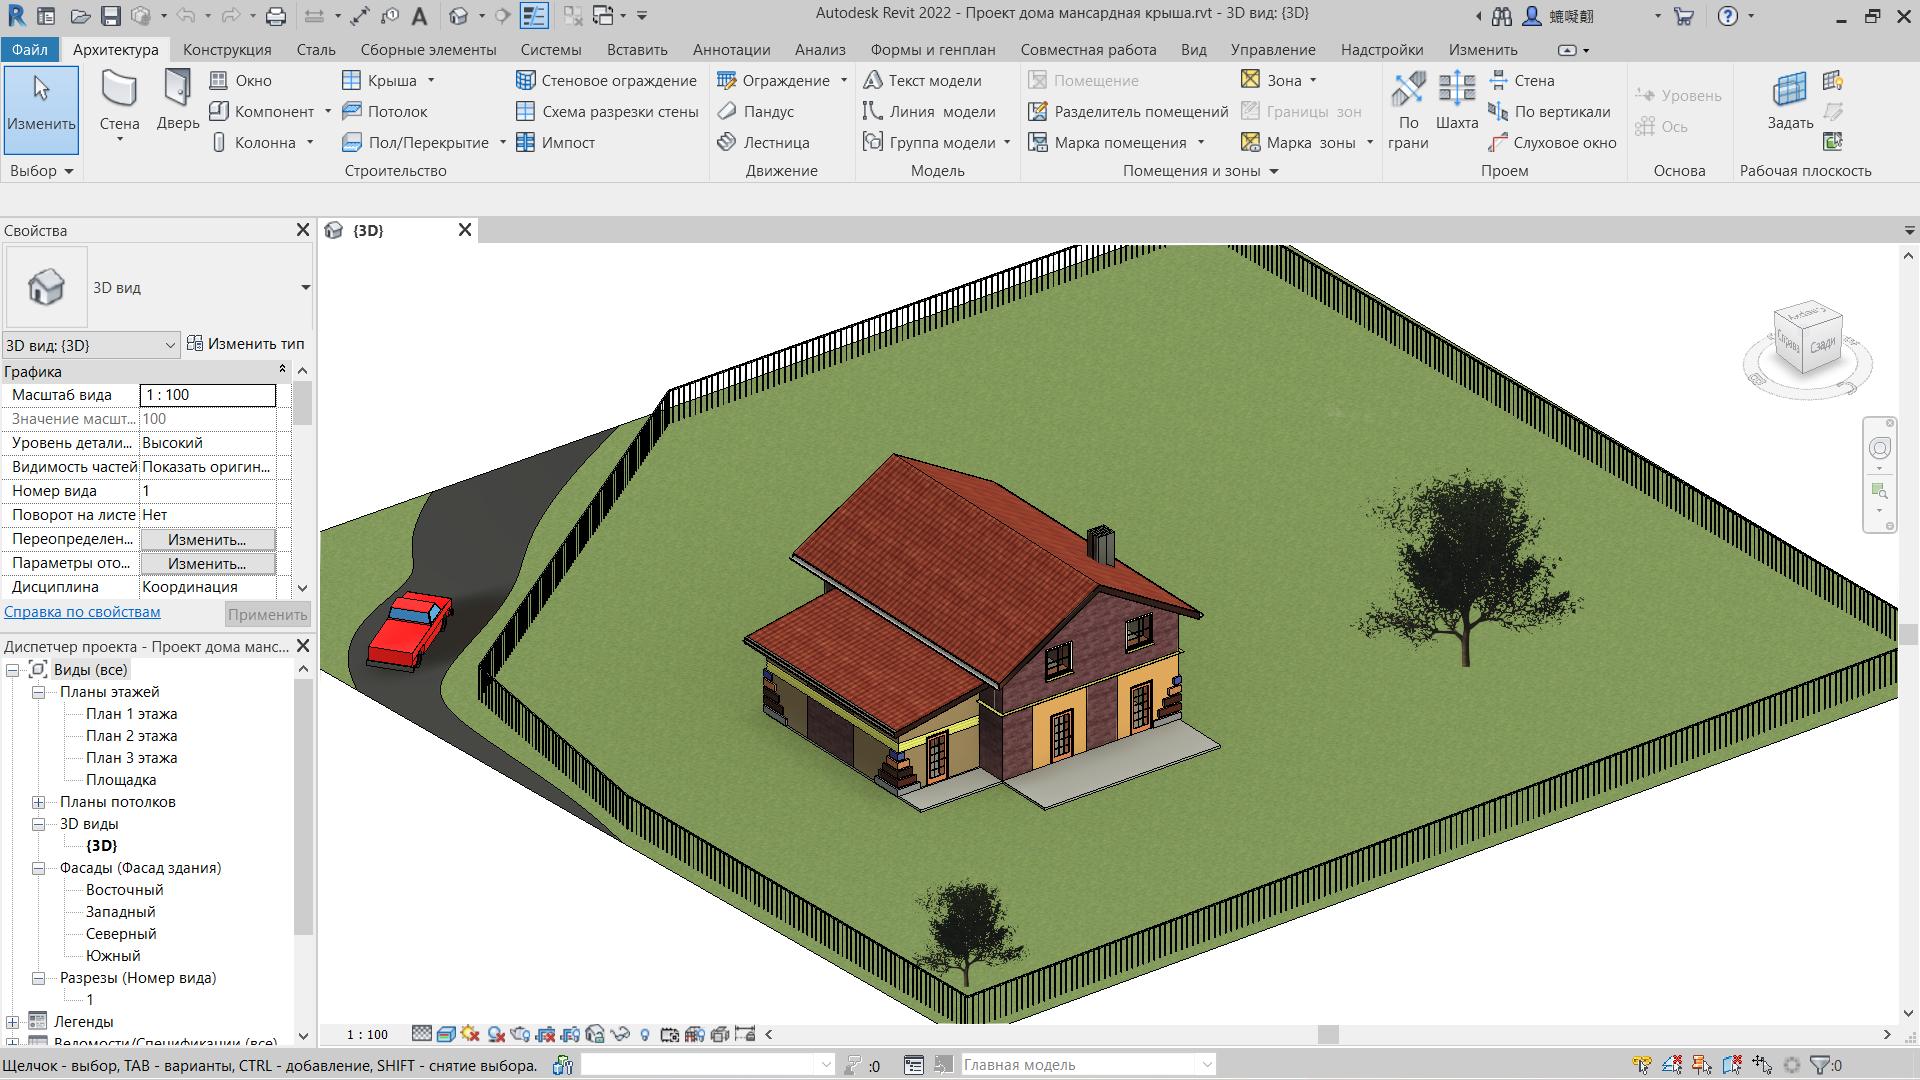 Autodesk Revit 2022 - Проект дома мансардная крыша.rvt - 3D вид: {3D}
Файл Архитектура Конструкция Сталь Сборные элементы Системы Вставить Аннотации Анализ Формы и генплан Совместная работа Вид Управление Надстройки Изменить
Изменить
Выбор
Стена
Дверь
Окно
Компонент
Колонна
Крыша
Потолок
Пол/Перекрытие
Стеновое ограждение
Схема разрезки стены
Импост
Строительство
Ограждение
Пандус
Лестница
Движение
Текст модели
Линия модели
Группа модели
Модель
Помещение
Разделитель помещений
Марка помещения
Зона
Границы зон
Марка зоны
Помещения и зоны
По грани
Шахта
Стена
По вертикали
Слуховое окно
Проем
Уровень
Ось
Основа
Задать
Рабочая плоскость
Свойства
3D вид
3D вид: {3D}
Изменить тип
Графика
Масштаб вида 1 : 100
Значение масшт... 100
Уровень детали... Высокий
Видимость частей Показать оригин...
Номер вида 1
Поворот на листе Нет
Переопределен... Изменить...
Параметры ото... Изменить...
Дисциплина Координация
Справка по свойствам Применить
Диспетчер проекта - Проект дома манс...
Виды (все)
Планы этажей
План 1 этажа
План 2 этажа
План 3 этажа
Площадка
Планы потолков
3D виды
{3D}
Фасады (Фасад здания)
Восточный
Западный
Северный
Южный
Разрезы (Номер вида)
1
Легенды
Ведомости/Спецификации (все)
{3D}
Справа
Сзади
1 : 100
Щелчок - выбор, TAB - варианты, CTRL - добавление, SHIFT - снятие выбора.
:0
Главная модель
:0